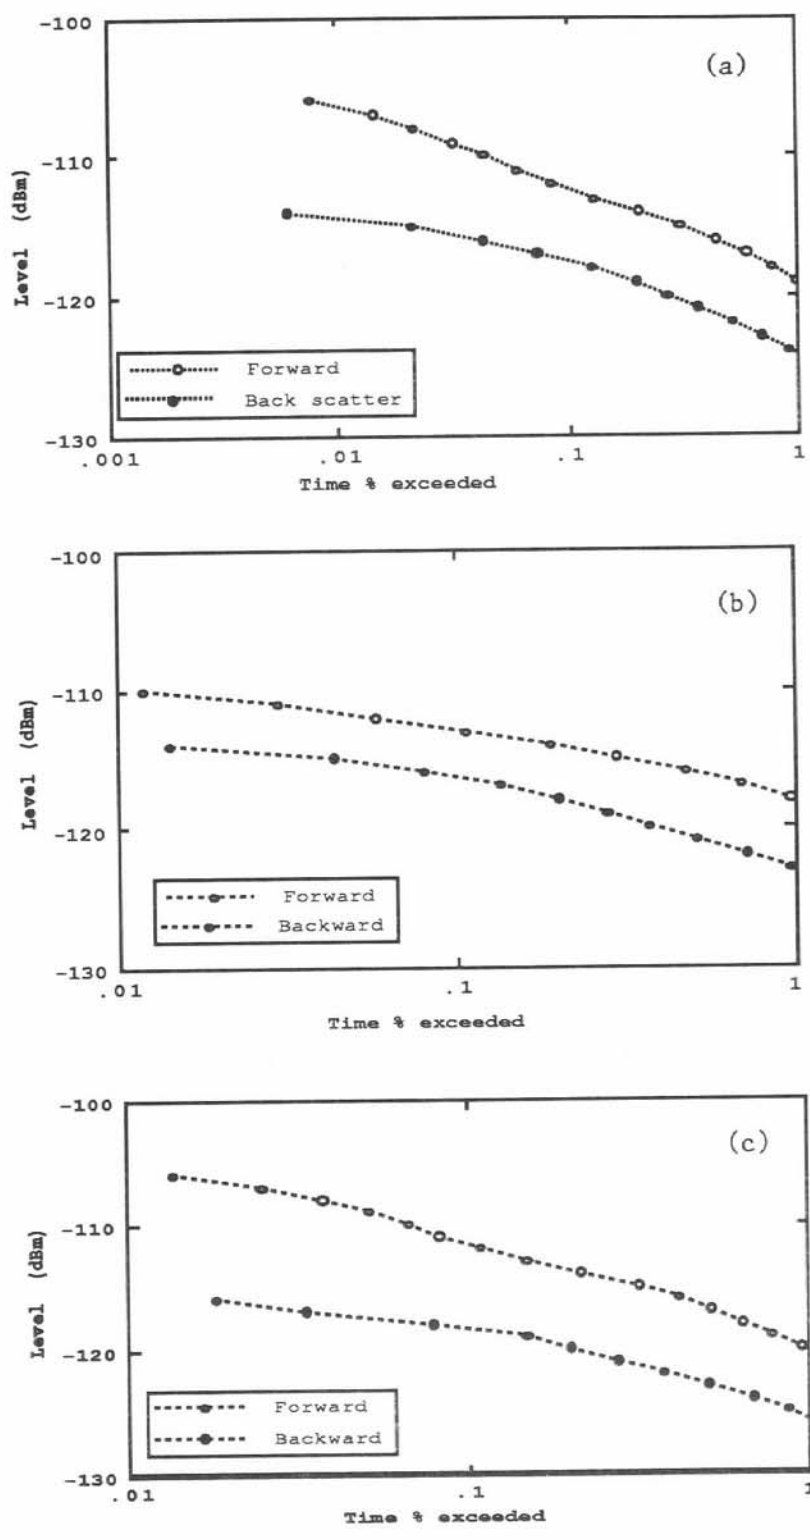 -100
(a)
-110
Level (dBm)
-120
Forward
Back scatter
-130
.001 .01 .1 1
Time % exceeded
-100
(b)
-110
Level (dBm)
-120
Forward
Backward
-130
.01 .1 1
Time % exceeded
-100
(c)
-110
Level (dBm)
-120
Forward
Backward
-130
.01 .1 1
Time % exceeded